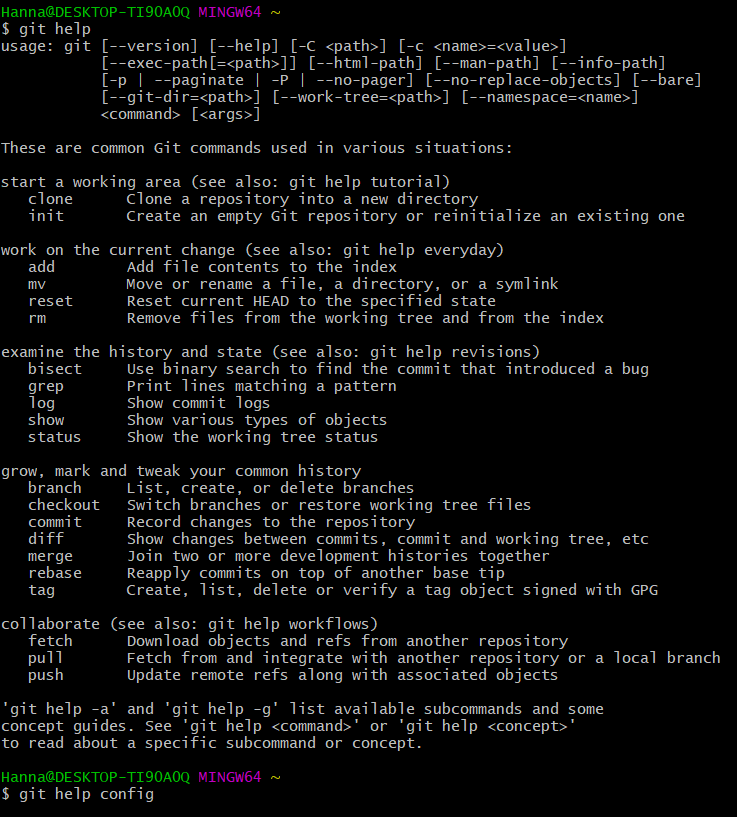 Hanna@DESKTOP-TI90A0Q MINGW64 ~
$ git help
usage: git [--version] [--help] [-C <path>] [-c <name>=<value>]
           [--exec-path[=<path>]] [--html-path] [--man-path] [--info-path]
           [-p | --paginate | -P | --no-pager] [--no-replace-objects] [--bare]
           [--git-dir=<path>] [--work-tree=<path>] [--namespace=<name>]
           <command> [<args>]

These are common Git commands used in various situations:

start a working area (see also: git help tutorial)
   clone      Clone a repository into a new directory
   init       Create an empty Git repository or reinitialize an existing one

work on the current change (see also: git help everyday)
   add        Add file contents to the index
   mv         Move or rename a file, a directory, or a symlink
   reset      Reset current HEAD to the specified state
   rm         Remove files from the working tree and from the index

examine the history and state (see also: git help revisions)
   bisect     Use binary search to find the commit that introduced a bug
   grep       Print lines matching a pattern
   log        Show commit logs
   show       Show various types of objects
   status     Show the working tree status

grow, mark and tweak your common history
   branch     List, create, or delete branches
   checkout   Switch branches or restore working tree files
   commit     Record changes to the repository
   diff       Show changes between commits, commit and working tree, etc
   merge      Join two or more development histories together
   rebase     Reapply commits on top of another base tip
   tag        Create, list, delete or verify a tag object signed with GPG

collaborate (see also: git help workflows)
   fetch      Download objects and refs from another repository
   pull       Fetch from and integrate with another repository or a local branch
   push       Update remote refs along with associated objects

'git help -a' and 'git help -g' list available subcommands and some
concept guides. See 'git help <command>' or 'git help <concept>'
to read about a specific subcommand or concept.

Hanna@DESKTOP-TI90A0Q MINGW64 ~
$ git help config